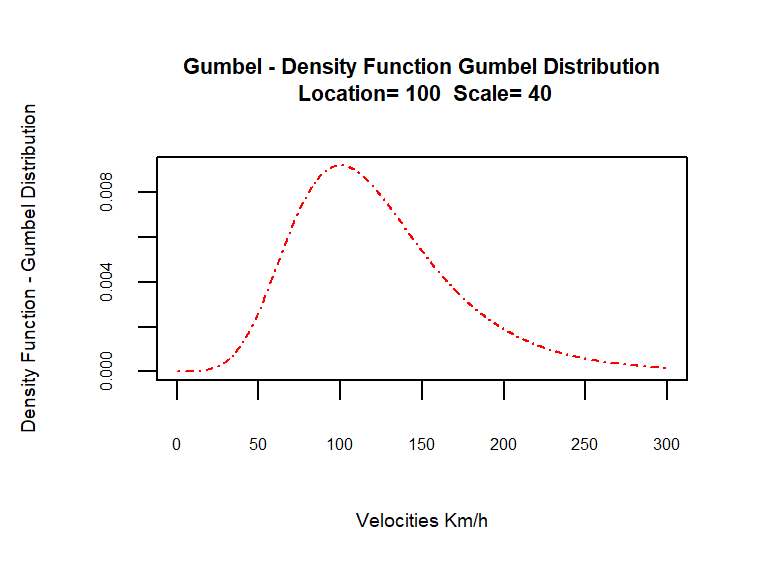 Gumbel - Density Function Gumbel Distribution
Location= 100  Scale= 40
Density Function - Gumbel Distribution
0.008
0.004
0.000
0 50 100 150 200 250 300
Velocities Km/h